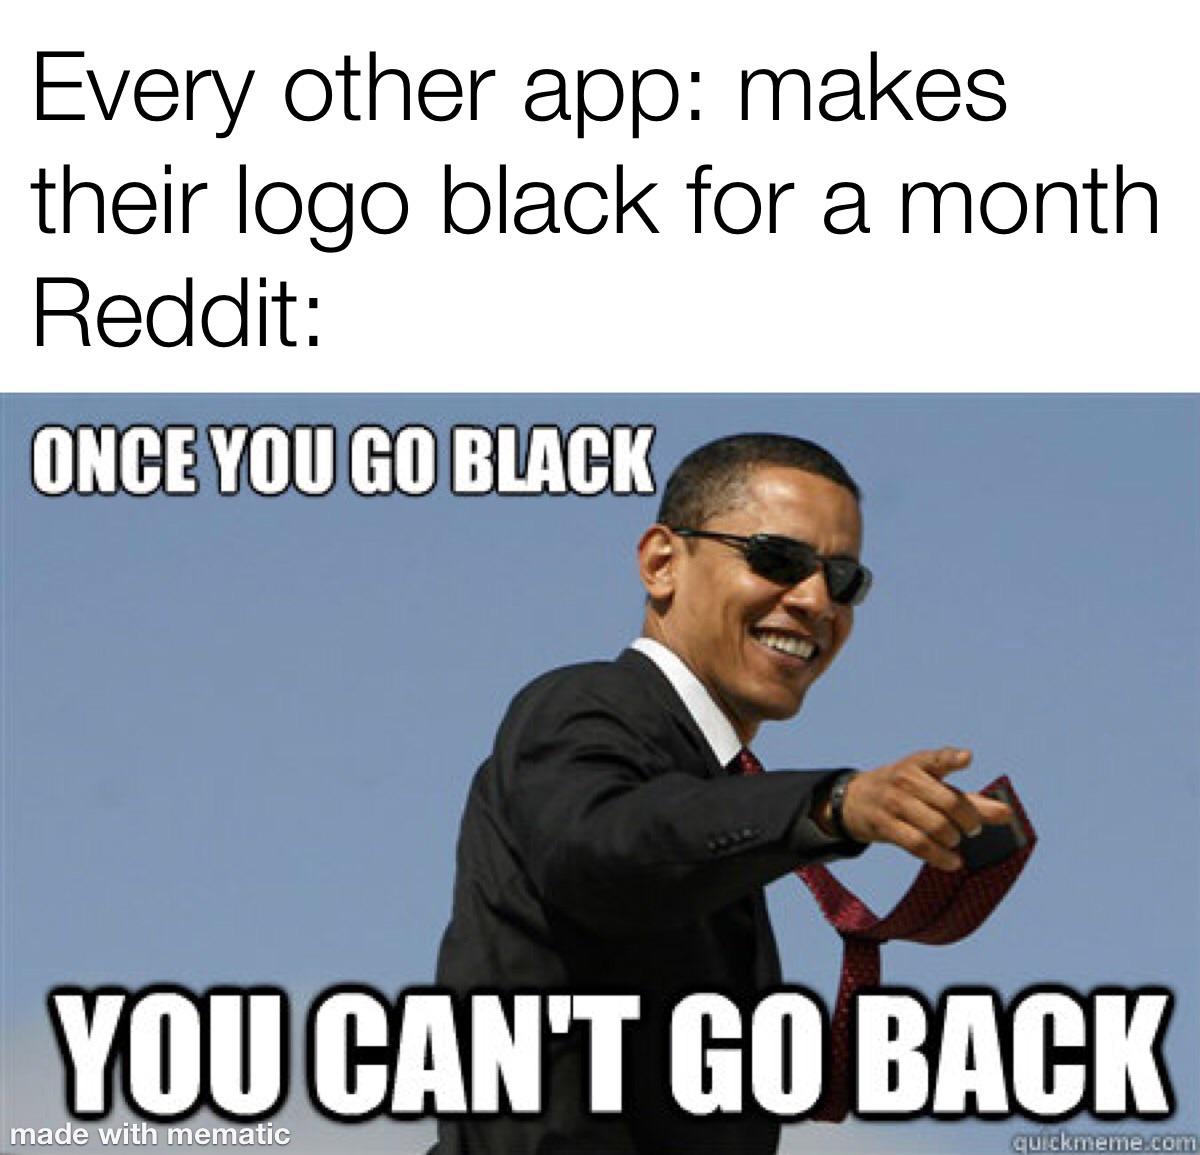 Every other app: makes
their logo black for a month
Reddit:
ONCE YOU GO BLACK
YOU CAN'T GO BACK
made with mematic
quickmeme.com